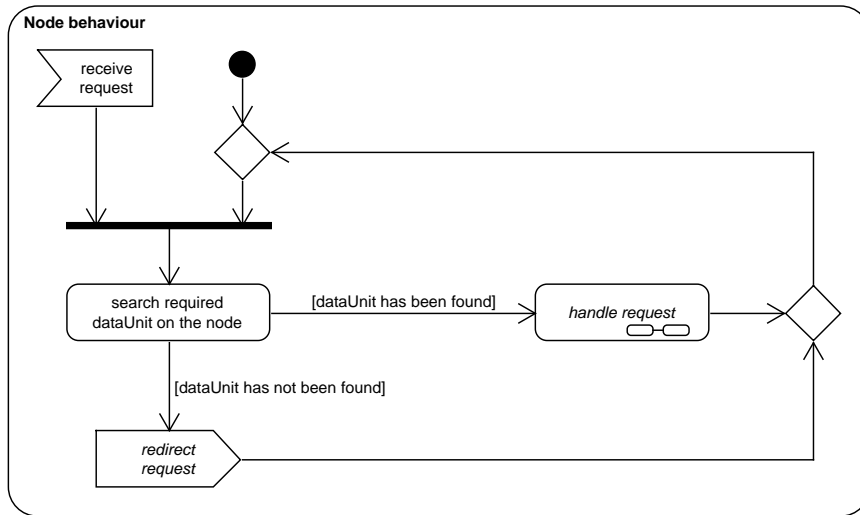 Node behaviour
receive
request
search required
dataUnit on the node
[dataUnit has been found]
handle request
[dataUnit has not been found]
redirect
request